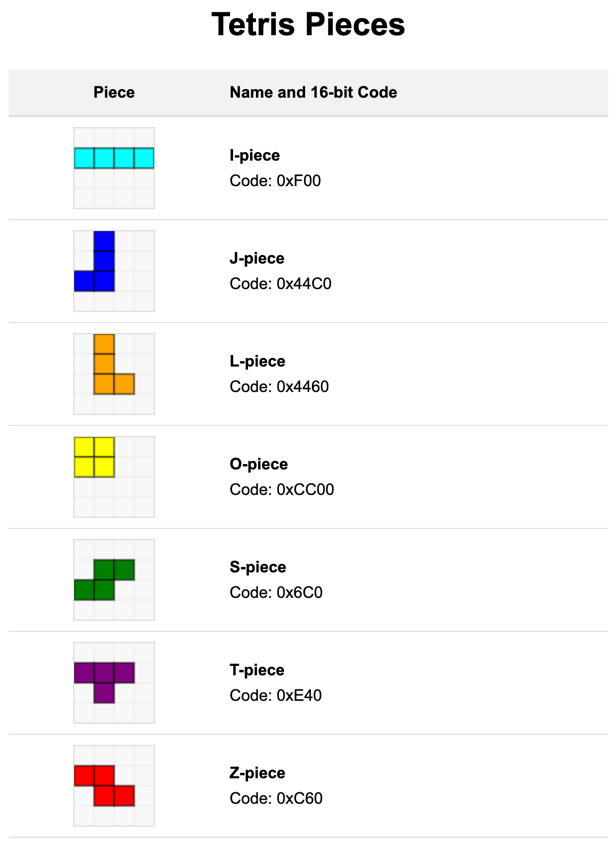 Tetris Pieces
Piece Name and 16-bit Code
I-piece
Code: 0xF00
J-piece
Code: 0x44C0
L-piece
Code: 0x4460
O-piece
Code: 0xCC00
S-piece
Code: 0x6C0
T-piece
Code: 0xE40
Z-piece
Code: 0xC60